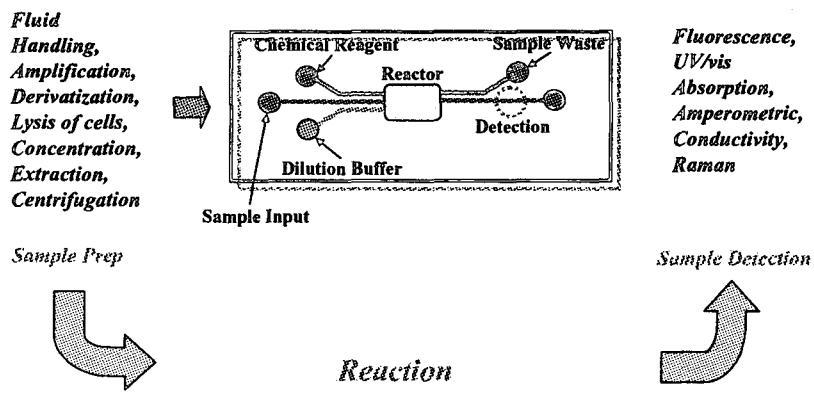 Fluid
Handling,
Amplification,
Derivatization,
Lysis of cells,
Concentration,
Extraction,
Centrifugation
Chemical Reagent
Sample Waste
Reactor
Detection
Dilution Buffer
Sample Input
Fluorescence,
UV/vis
Absorption,
Amperometric,
Conductivity,
Raman
Sample Prep
Sample Detection
Reaction